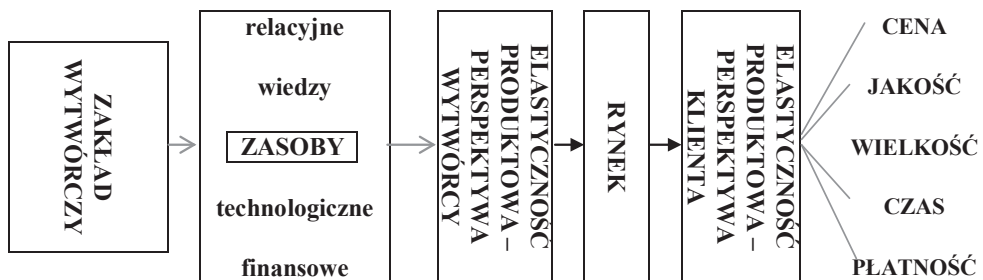 ZAKŁAD
WYTWÓRCZY
relacyjne
wiedzy
ZASOBY
technologiczne
finansowe
ELASTYCZNOŚĆ
PRODUKTOWA –
PERSPEKTYWA
WYTWÓRCY
RYNEK
ELASTYCZNOŚĆ
PRODUKTOWA –
PERSPEKTYWA
KLIENTA
CENA
JAKOŚĆ
WIELKOŚĆ
CZAS
PŁATNOŚĆ